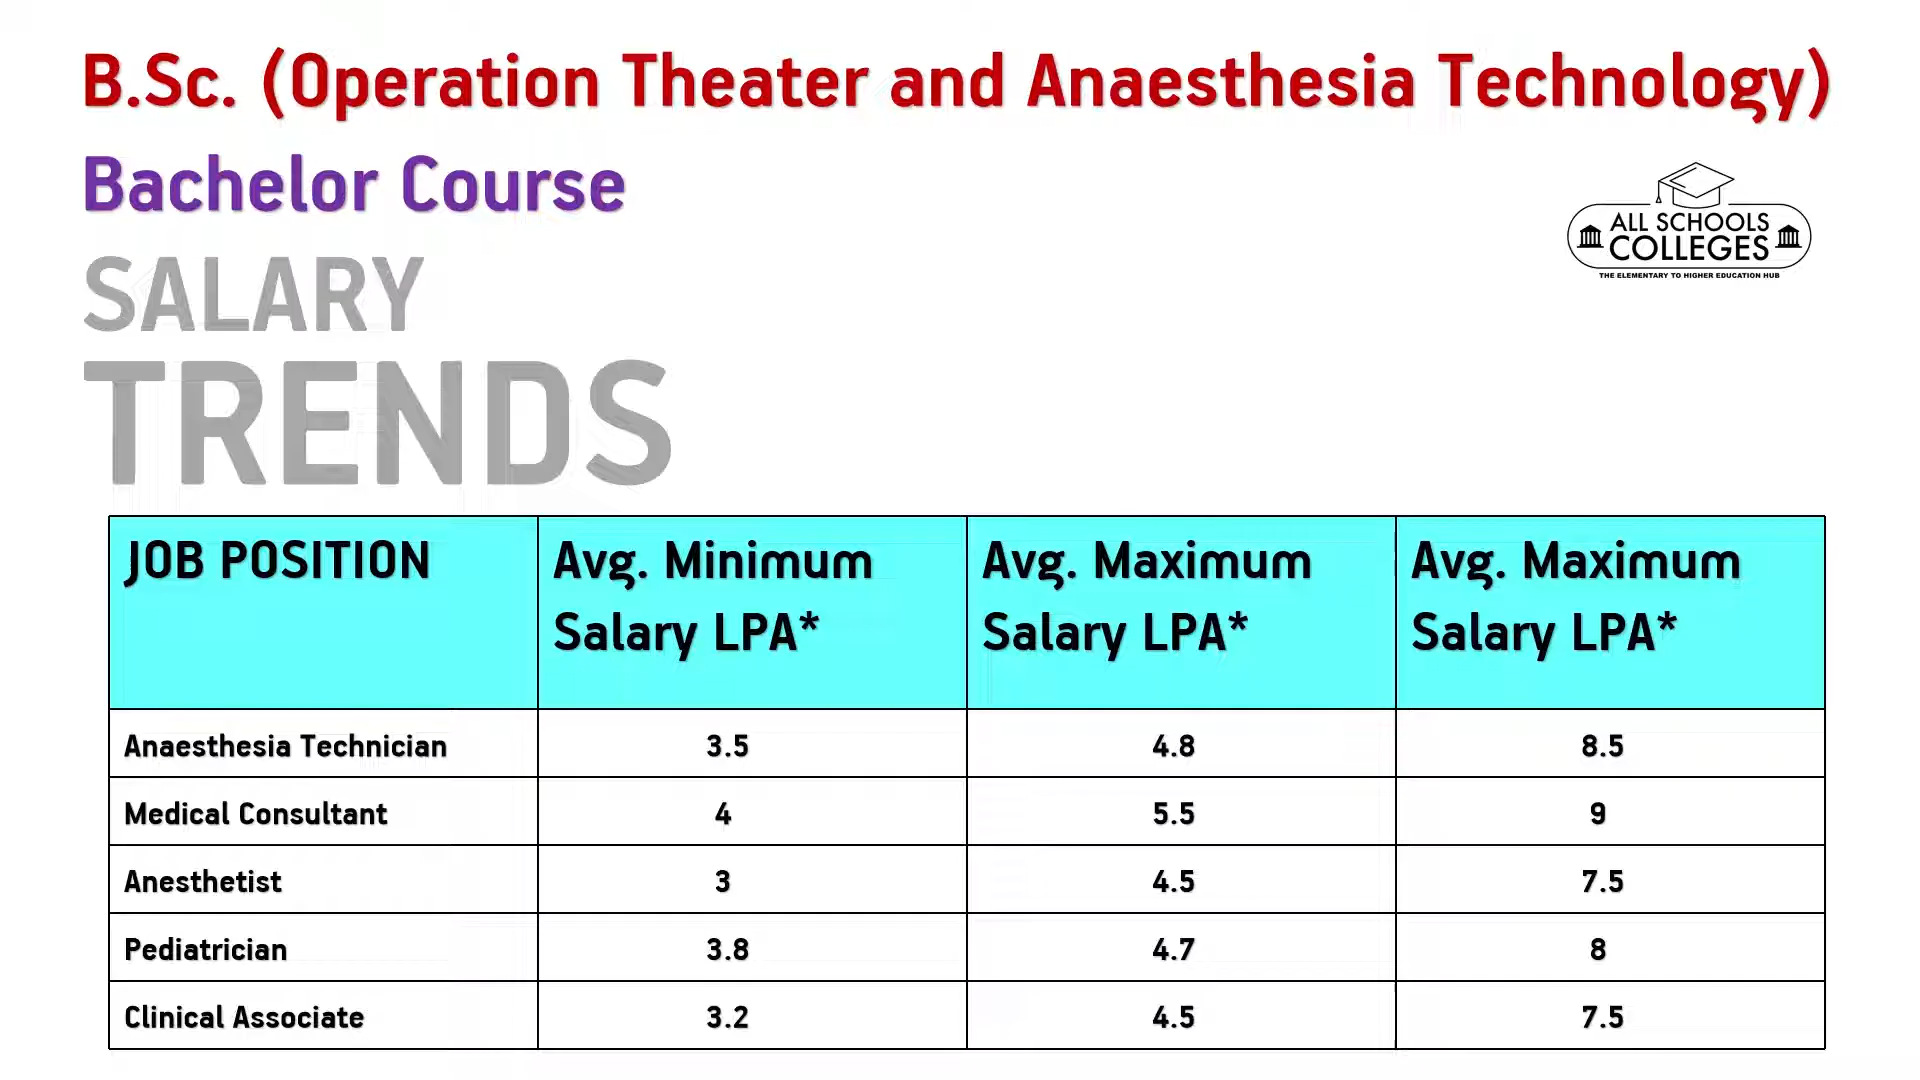 B.Sc. (Operation Theater and Anaesthesia Technology)
Bachelor Course
ALL SCHOOLS
COLLEGES
THE ELEMENTARY TO HIGHER EDUCATION HUB
SALARY
TRENDS
JOB POSITION Avg. Minimum Avg. Maximum Avg. Maximum
Salary LPA* Salary LPA* Salary LPA*
Anaesthesia Technician 3.5 4.8 8.5
Medical Consultant 4 5.5 9
Anesthetist 3 4.5 7.5
Pediatrician 3.8 4.7 8
Clinical Associate 3.2 4.5 7.5